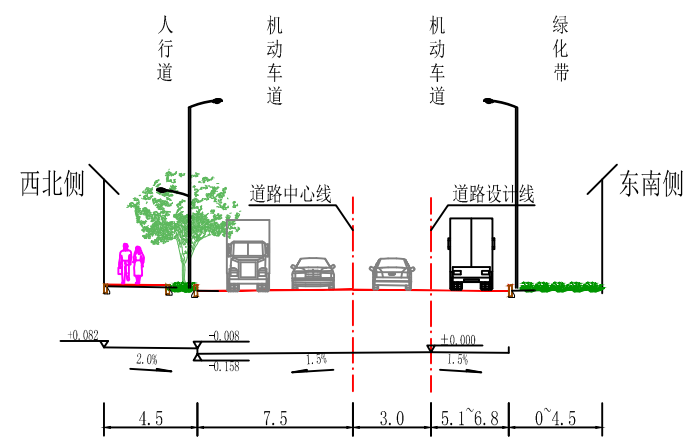 人行道
机动车道
机动车道
绿化带
西北侧
道路中心线
道路设计线
东南侧
+0.082
-0.008
±0.000
-0.158
2.0%
1.5%
1.5%
4.5
7.5
3.0
5.1~6.8
0~4.5